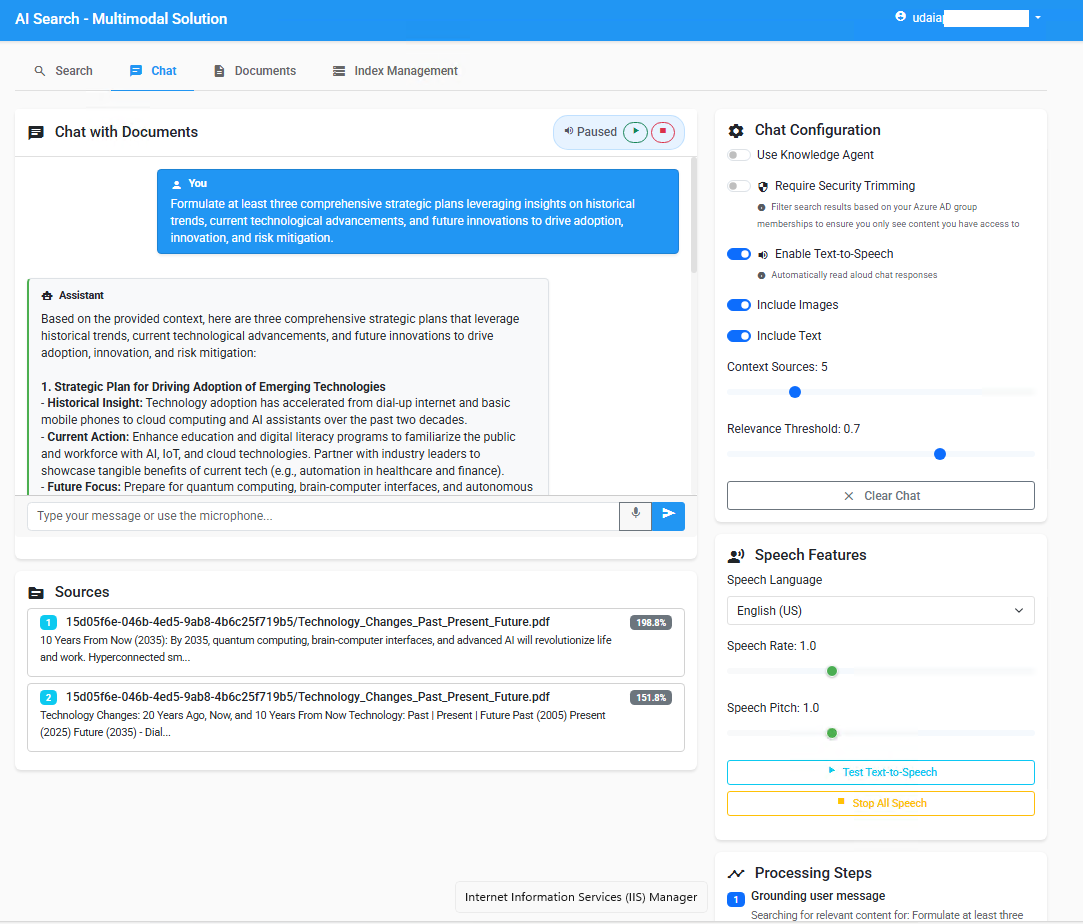 AI Search - Multimodal Solution
udaiap
Search
Chat
Documents
Index Management
Chat with Documents
Paused
You
Formulate at least three comprehensive strategic plans leveraging insights on historical
trends, current technological advancements, and future innovations to drive adoption,
innovation, and risk mitigation.
Assistant
Based on the provided context, here are three comprehensive strategic plans that leverage
historical trends, current technological advancements, and future innovations to drive
adoption, innovation, and risk mitigation:
1. Strategic Plan for Driving Adoption of Emerging Technologies
- Historical Insight: Technology adoption has accelerated from dial-up internet and basic
mobile phones to cloud computing and AI assistants over the past two decades.
- Current Action: Enhance education and digital literacy programs to familiarize the public
and workforce with AI, IoT, and cloud technologies. Partner with industry leaders to
showcase tangible benefits of current tech (e.g., automation in healthcare and finance).
- Future Focus: Prepare for quantum computing, brain-computer interfaces, and autonomous
Type your message or use the microphone...
Sources
1
15d05f6e-046b-4ed5-9ab8-4b6c25f719b5/Technology_Changes_Past_Present_Future.pdf
198.8%
10 Years From Now (2035): By 2035, quantum computing, brain-computer interfaces, and advanced AI will revolutionize life
and work. Hyperconnected sm...
2
15d05f6e-046b-4ed5-9ab8-4b6c25f719b5/Technology_Changes_Past_Present_Future.pdf
151.8%
Technology Changes: 20 Years Ago, Now, and 10 Years From Now Technology: Past | Present | Future Past (2005) Present
(2025) Future (2035) - Dial...
Chat Configuration
Use Knowledge Agent
Require Security Trimming
Filter search results based on your Azure AD group
memberships to ensure you only see content you have access to
Enable Text-to-Speech
Automatically read aloud chat responses
Include Images
Include Text
Context Sources: 5
Relevance Threshold: 0.7
Clear Chat
Speech Features
Speech Language
English (US)
Speech Rate: 1.0
Speech Pitch: 1.0
Test Text-to-Speech
Stop All Speech
Processing Steps
1
Grounding user message
Searching for relevant content for: Formulate at least three
Internet Information Services (IIS) Manager